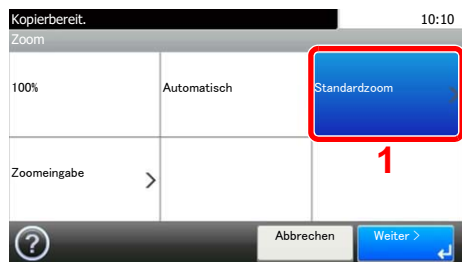 Kopierbereit.
10:10
Zoom
100%
Automatisch
Standardzoom
1
Zoomeingabe
?
Abbrechen
Weiter >